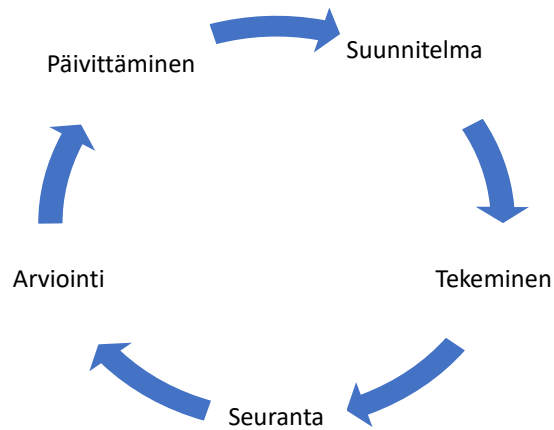 Päivittäminen
Suunnitelma
Tekeminen
Seuranta
Arviointi